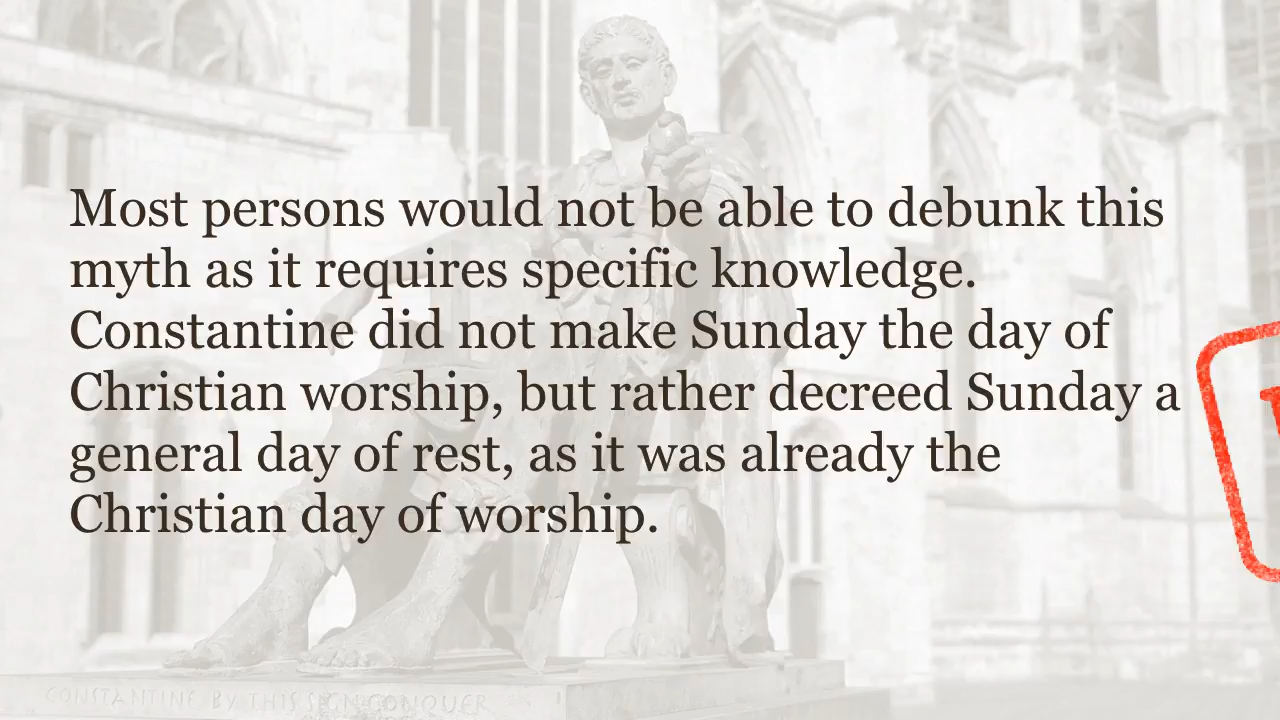 Most persons would not be able to debunk this
myth as it requires specific knowledge.
Constantine did not make Sunday the day of
Christian worship, but rather decreed Sunday a
general day of rest, as it was already the
Christian day of worship.
CONSTANTINE BY THIS SIGN CONQUER